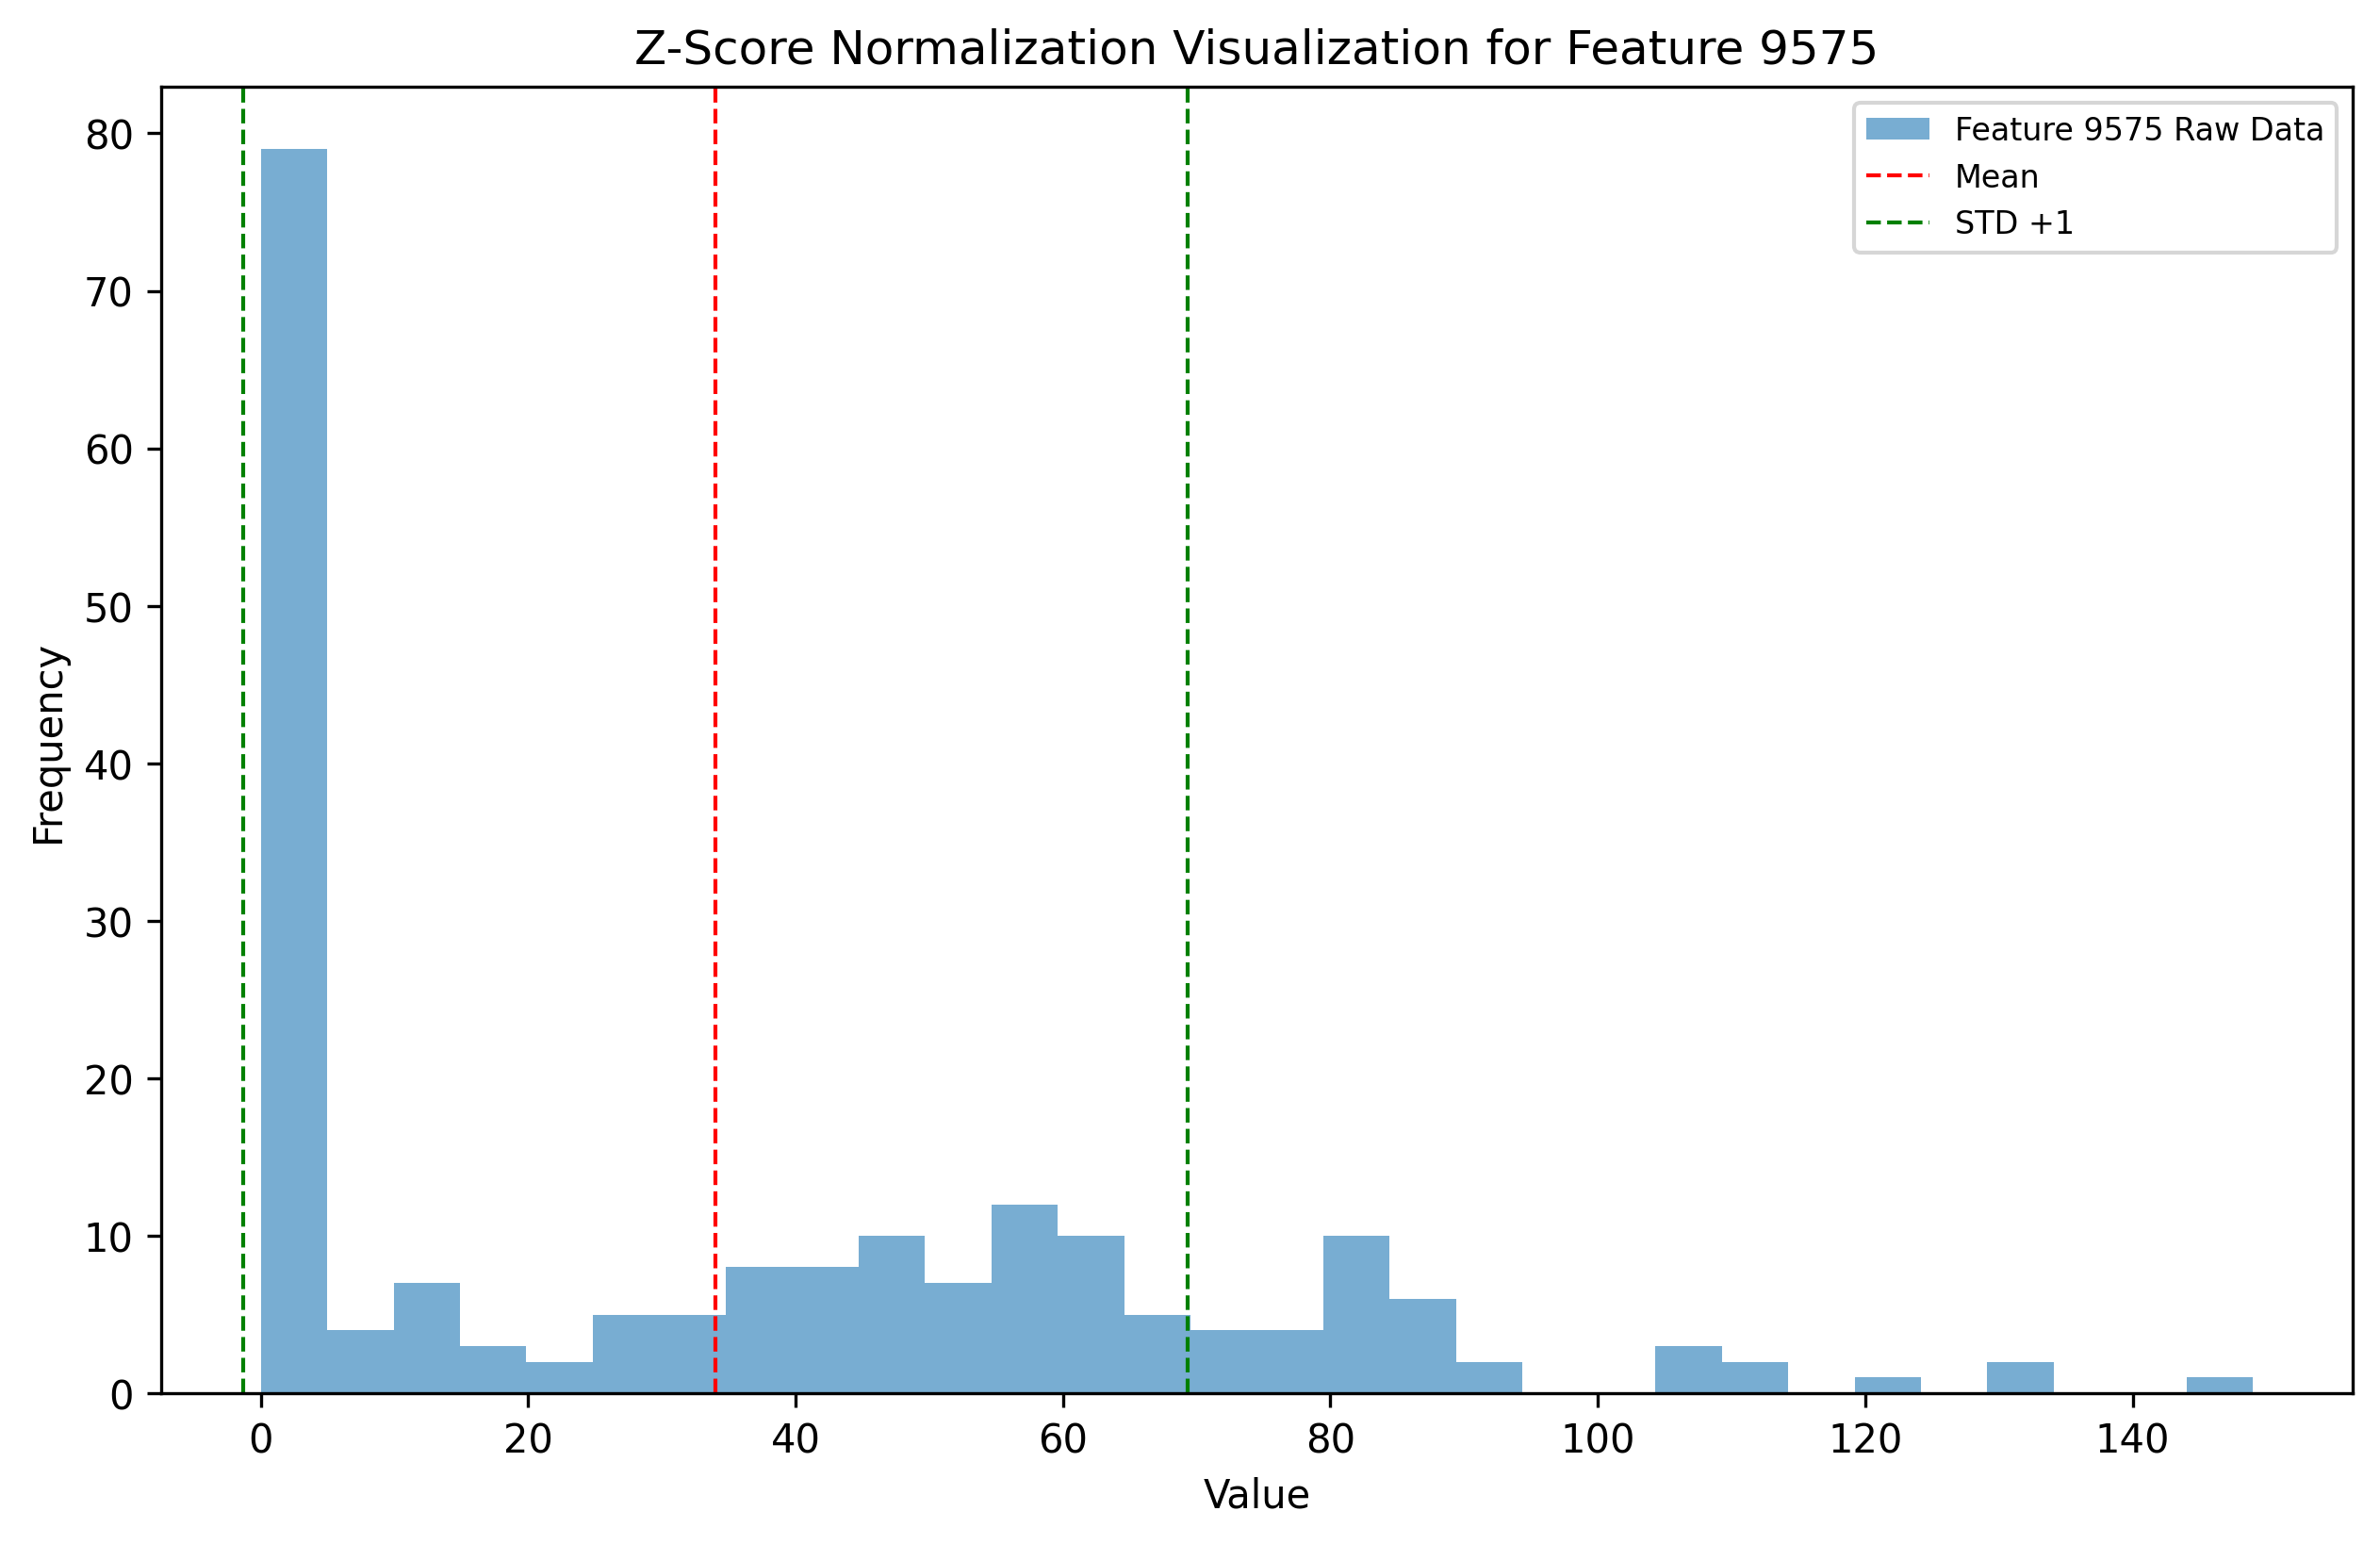 Z-Score Normalization Visualization for Feature 9575
Feature 9575 Raw Data
Mean
STD +1
80
70
60
50
40
30
20
10
0
Frequency
0 20 40 60 80 100 120 140
Value